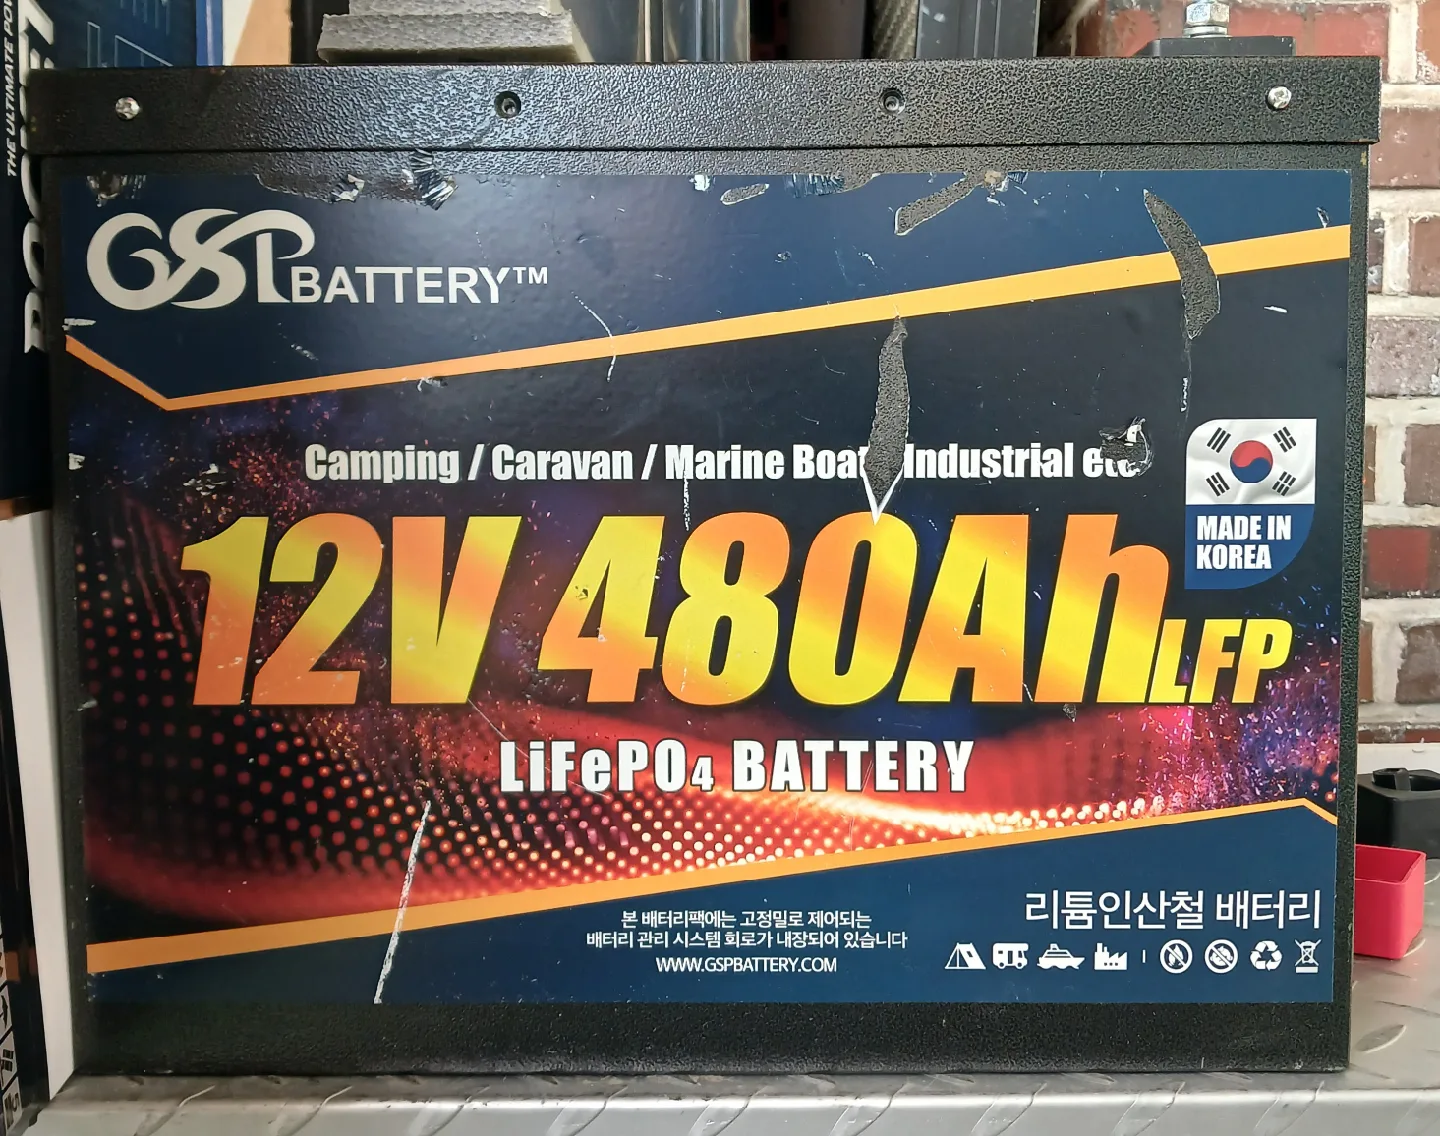 THE ULTIMATE
GSP BATTERY™
Camping / Caravan / Marine Boat Industrial etc
12V 480Ah LFP
MADE IN
KOREA
LiFePO4 BATTERY
본 배터리팩에는 고정밀로 제어되는
배터리 관리 시스템 회로가 내장되어 있습니다
WWW.GSPBATTERY.COM
리튬인산철 배터리